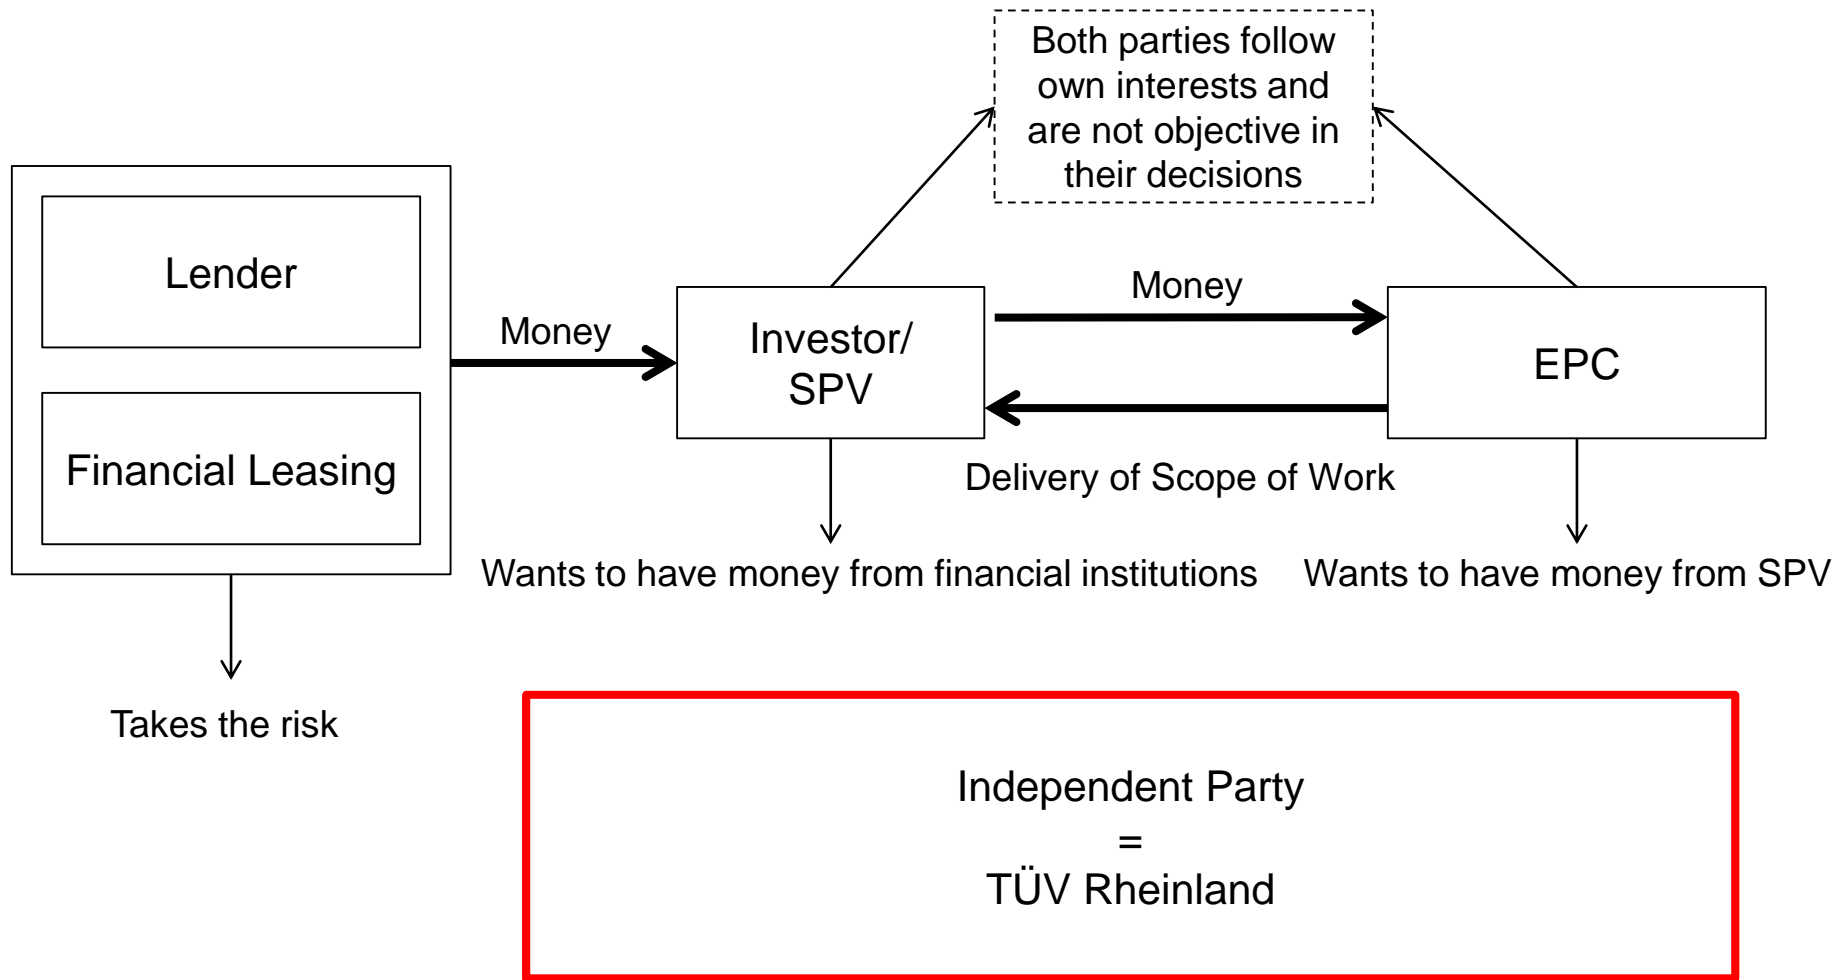 Both parties follow
own interests and
are not objective in
their decisions
Lender
Financial Leasing
Money
Investor/
SPV
Money
EPC
Delivery of Scope of Work
Wants to have money from financial institutions
Wants to have money from SPV
Takes the risk
Independent Party
=
TÜV Rheinland